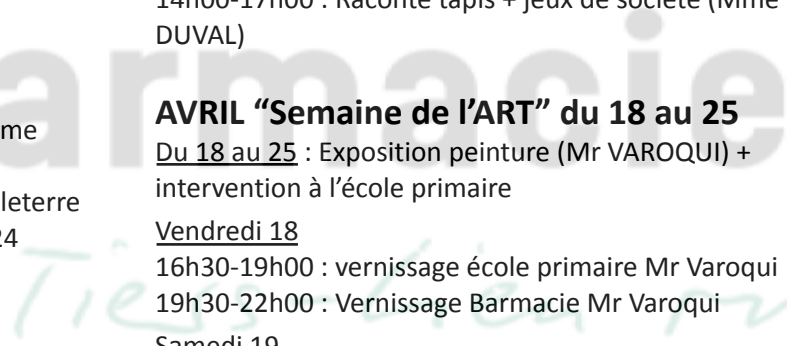 14h00-17h00 : Raconte tapis + jeux de société (Mme
DUVAL)
me
leterre
24
AVRIL “Semaine de l’ART” du 18 au 25
Du 18 au 25 : Exposition peinture (Mr VAROQUI) +
intervention à l’école primaire
Vendredi 18
16h30-19h00 : vernissage école primaire Mr Varoqui
19h30-22h00 : Vernissage Barmacie Mr Varoqui
Samedi 19
armacie
Tiess Lien